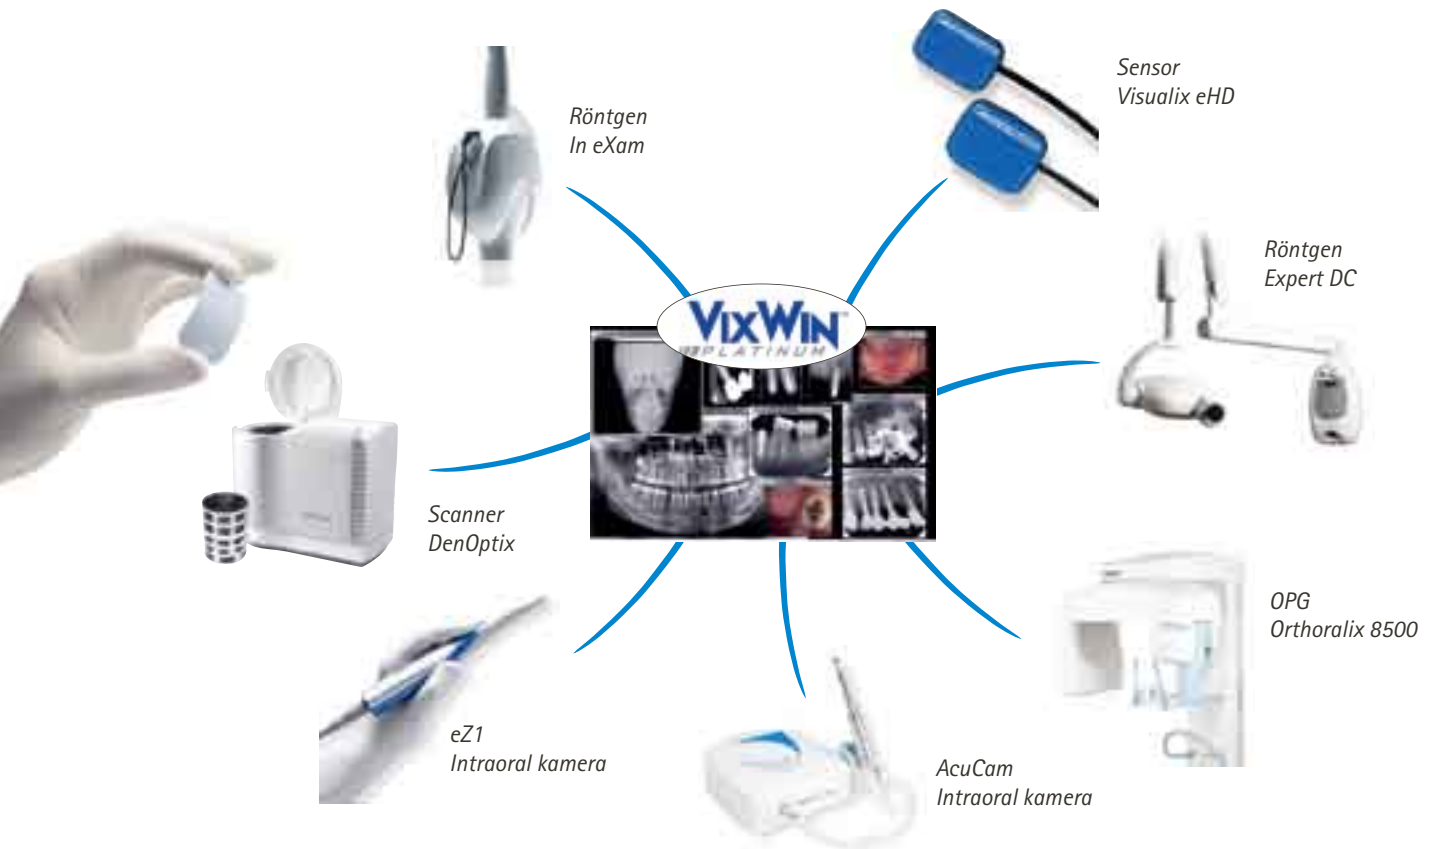 Sensor
Visualix eHD
Röntgen
In eXam
Röntgen
Expert DC
VIXWIN™
PLATINUM
Scanner
DenOptix
OPG
Orthoralix 8500
eZ1
Intraoral kamera
AcuCam
Intraoral kamera